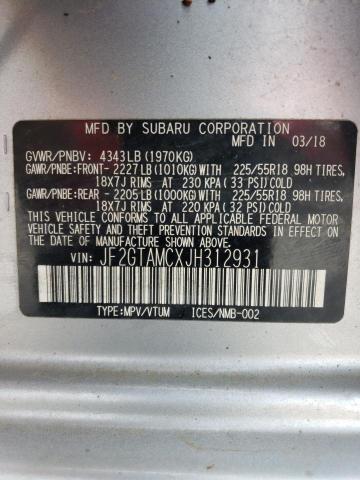 MFD. BY SUBARU CORPORATION
MFD. IN 03/18
GVWR/PNBV: 4343LB(1970KG)
GAWR/PNBE:FRONT-2227LB(1010KG)WITH 225/55R18 98H TIRES,
18X7J RIMS AT 230 KPA(33 PSI)COLD
GAWR/PNBE:REAR -2205LB(1000KG)WITH 225/55R18 98H TIRES,
18X7J RIMS AT 220 KPA(32 PSI)COLD
THIS VEHICLE CONFORMS TO ALL APPLICABLE FEDERAL MOTOR
VEHICLE SAFETY AND THEFT PREVENTION STANDARDS IN
EFFECT ON THE DATE OF MANUFACTURE SHOWN ABOVE.
VIN: JF2GTAMCXJH312931
TYPE:MPV/VTUM ICES/NMB-002